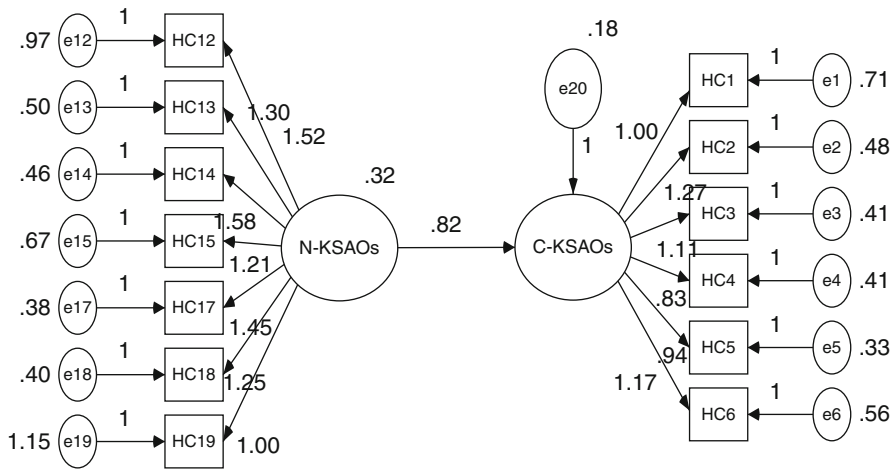 .97 e12 1 HC12
.50 e13 1 HC13
.46 e14 1 HC14
.67 e15 1 HC15
.38 e17 1 HC17
.40 e18 1 HC18
1.15 e19 1 HC19
1.30
1.52
1.58
1.21
1.45
1.25
1.00
.32
N-KSAOs
.82
.18
e20
1
C-KSAOs
1.00
1.27
1.11
.83
.94
1.17
HC1 1 e1 .71
HC2 1 e2 .48
HC3 1 e3 .41
HC4 1 e4 .41
HC5 1 e5 .33
HC6 1 e6 .56